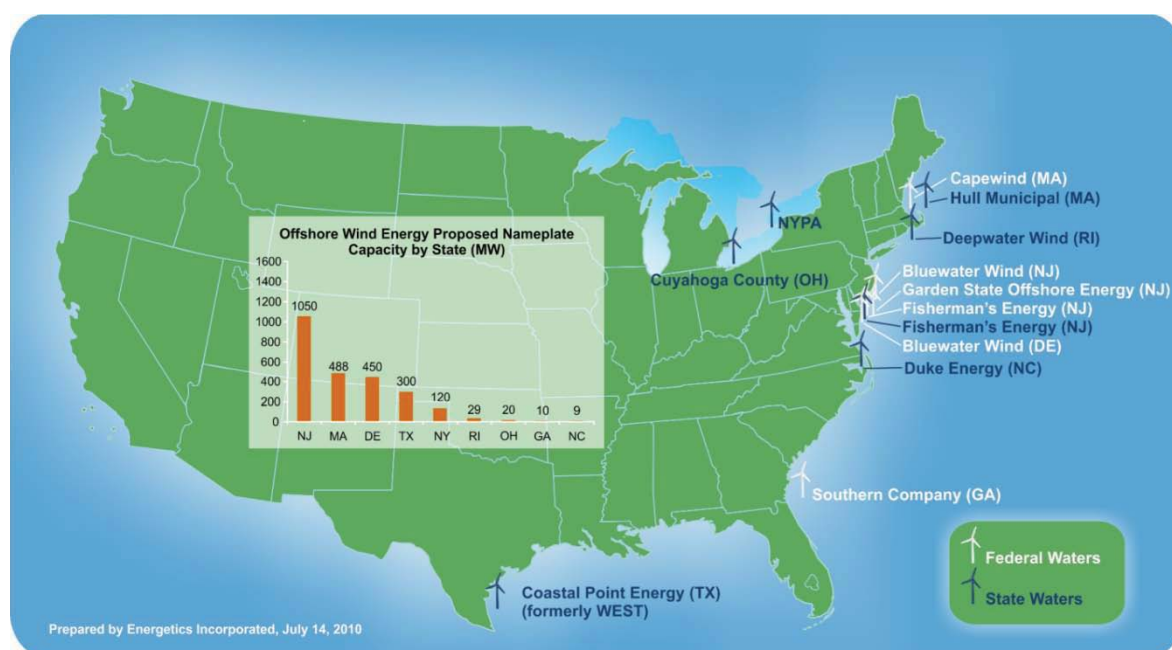 Capewind (MA)
Hull Municipal (MA)
NYPA
Deepwater Wind (RI)
Offshore Wind Energy Proposed Nameplate
Capacity by State (MW)
1600
1400
1200
1000
800
600
400
200
0
1050
488
450
300
120
29
20
10
9
NJ MA DE TX NY RI OH GA NC
Cuyahoga County (OH)
Bluewater Wind (NJ)
Garden State Offshore Energy (NJ)
Fisherman's Energy (NJ)
Fisherman's Energy (NJ)
Bluewater Wind (DE)
Duke Energy (NC)
Southern Company (GA)
Federal Waters
State Waters
Coastal Point Energy (TX)
(formerly WEST)
Prepared by Energetics Incorporated, July 14, 2010